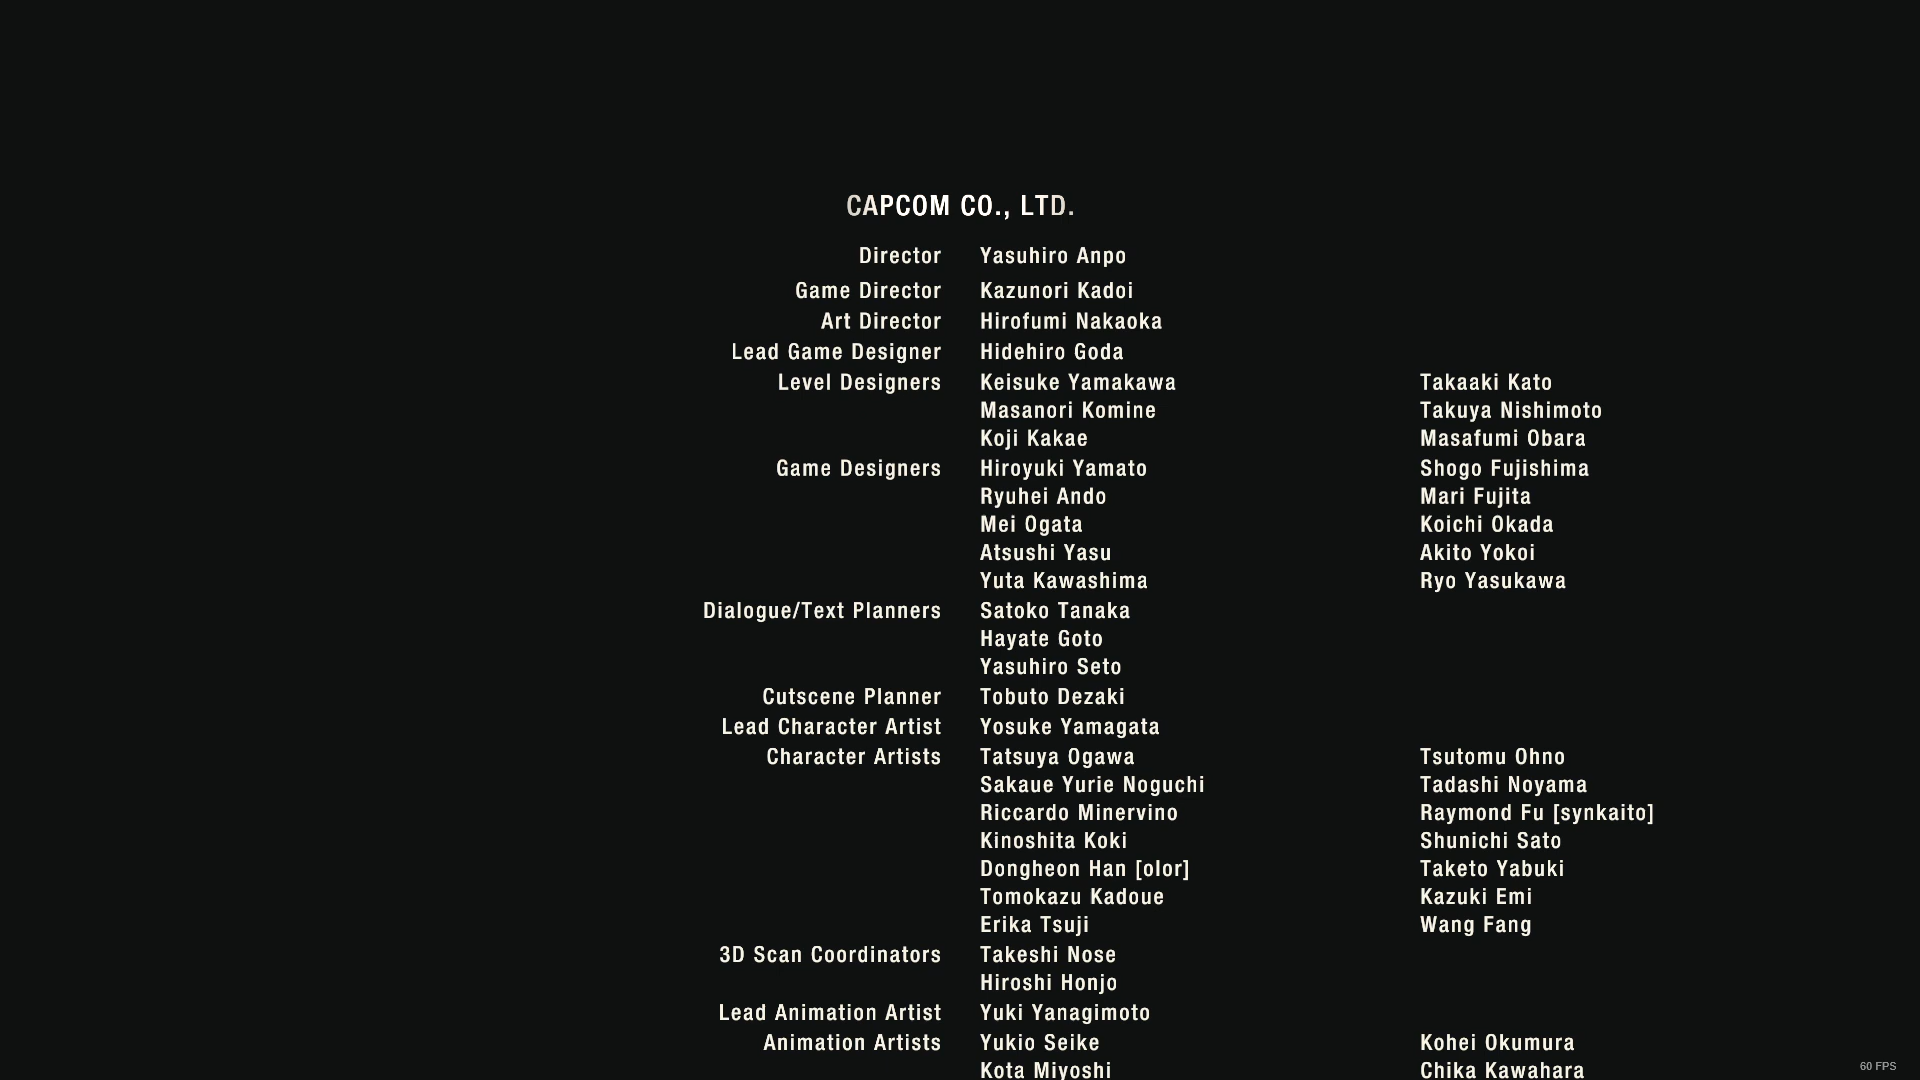 CAPCOM CO., LTD.
Director Yasuhiro Anpo
Game Director Kazunori Kadoi
Art Director Hirofumi Nakaoka
Lead Game Designer Hidehiro Goda
Level Designers Keisuke Yamakawa Takaaki Kato
Masanori Komine Takuya Nishimoto
Koji Kakae Masafumi Obara
Game Designers Hiroyuki Yamato Shogo Fujishima
Ryuhei Ando Mari Fujita
Mei Ogata Koichi Okada
Atsushi Yasu Akito Yokoi
Yuta Kawashima Ryo Yasukawa
Dialogue/Text Planners Satoko Tanaka
Hayate Goto
Yasuhiro Seto
Cutscene Planner Tobuto Dezaki
Lead Character Artist Yosuke Yamagata
Character Artists Tatsuya Ogawa Tsutomu Ohno
Sakaue Yurie Noguchi Tadashi Noyama
Riccardo Minervino Raymond Fu [synkaito]
Kinoshita Koki Shunichi Sato
Dongheon Han [olor] Taketo Yabuki
Tomokazu Kadoue Kazuki Emi
Erika Tsuji Wang Fang
3D Scan Coordinators Takeshi Nose
Hiroshi Honjo
Lead Animation Artist Yuki Yanagimoto
Animation Artists Yukio Seike Kohei Okumura
Kota Miyoshi Chika Kawahara
60 FPS